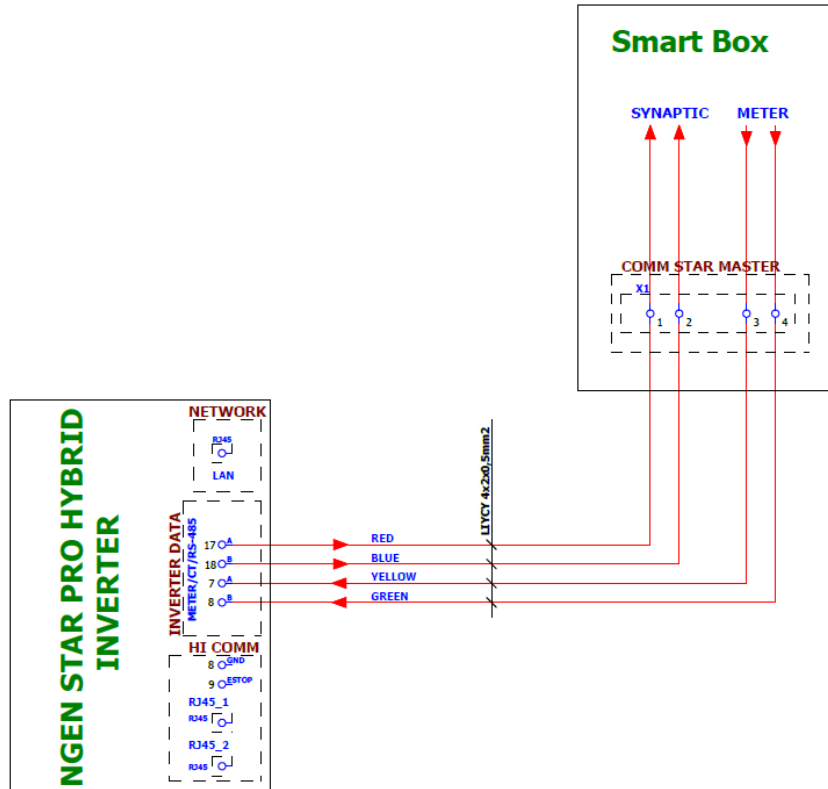 Smart Box
SYNAPTIC METER
COMM STAR MASTER
X1
1 2 3 4
NGEN STAR PRO HYBRID
INVERTER
NETWORK
RJ45
LAN
INVERTER DATA
METER/CT/RS-485
17 A
18 B
7 A
8 B
RED
BLUE
YELLOW
GREEN
LIYCY 4x2x0,5mm2
HI COMM
8 GND
9 ESTOP
RJ45_1
RJ45
RJ45_2
RJ45